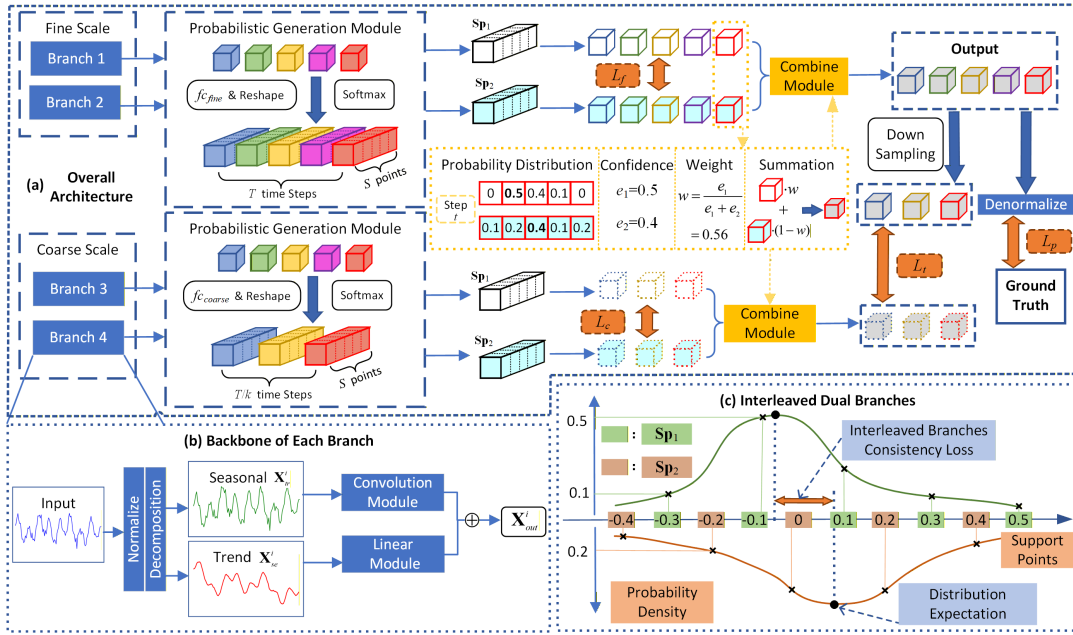 Fine Scale
Branch 1
Branch 2
(a) Overall
Architecture
Coarse Scale
Branch 3
Branch 4
Probabilistic Generation Module
fc_fine & Reshape
Softmax
T time Steps
S points
Probabilistic Generation Module
fc_coarse & Reshape
Softmax
T/k time Steps
S points
Sp₁
Sp₂
L_f
Combine
Module
Output
Down
Sampling
Denormalize
L_p
Ground
Truth
L_t
Probability Distribution
Confidence
Weight
Summation
Step
t
0 0.5 0.4 0.1 0
0.1 0.2 0.4 0.1 0.2
e₁=0.5
e₂=0.4
w = e₁ / (e₁ + e₂)
= 0.56
·w
+
·(1−w)
Sp₁
Sp₂
L_c
Combine
Module
(b) Backbone of Each Branch
Input
Normalize
Decomposition
Seasonal X^i_tr
Trend X^i_se
Convolution
Module
Linear
Module
⊕
X^i_out
(c) Interleaved Dual Branches
0.5
: Sp₁
: Sp₂
Interleaved Branches
Consistency Loss
0.1
-0.4 -0.3 -0.2 -0.1 0 0.1 0.2 0.3 0.4 0.5
0.2
Support
Points
Probability
Density
Distribution
Expectation